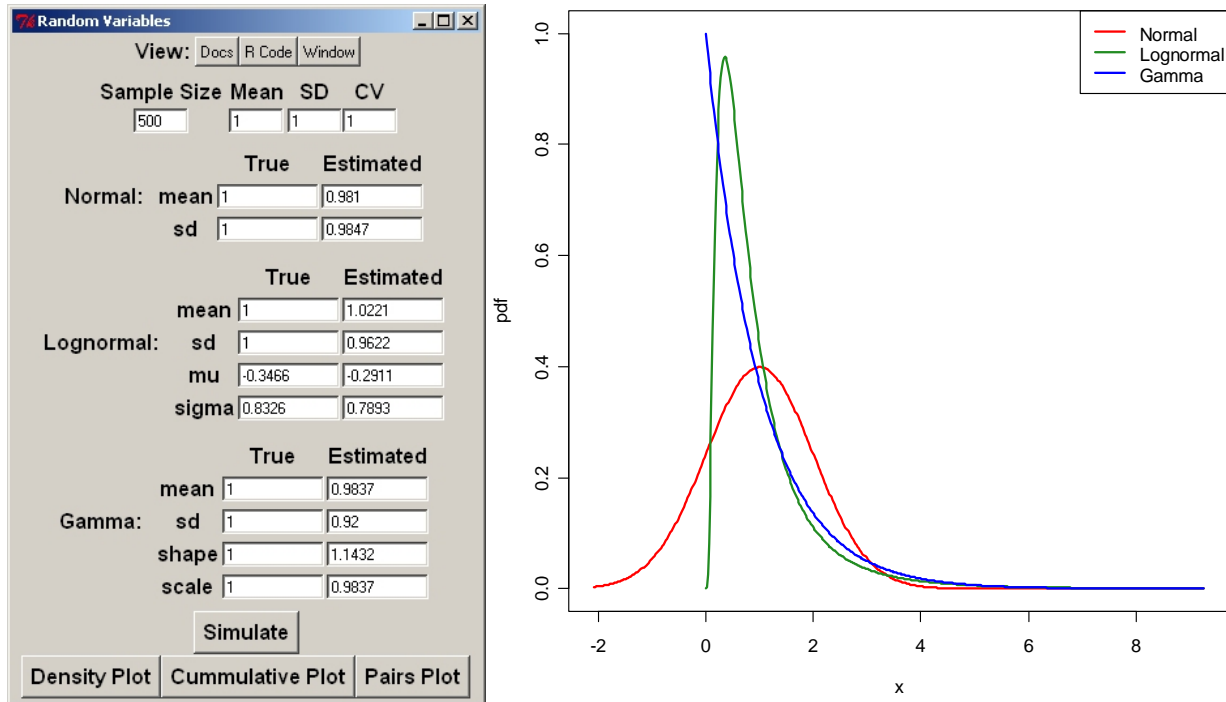 Random Variables
View: Docs R Code Window
Sample Size Mean SD CV
500 1 1 1
True Estimated
Normal: mean 1 0.981
sd 1 0.9847
True Estimated
mean 1 1.0221
Lognormal: sd 1 0.9622
mu -0.3466 -0.2911
sigma 0.8326 0.7893
True Estimated
mean 1 0.9837
Gamma: sd 1 0.92
shape 1 1.1432
scale 1 0.9837
Simulate
Density Plot Cummulative Plot Pairs Plot
Normal
Lognormal
Gamma
pdf
1.0
0.8
0.6
0.4
0.2
0.0
-2 0 2 4 6 8
x